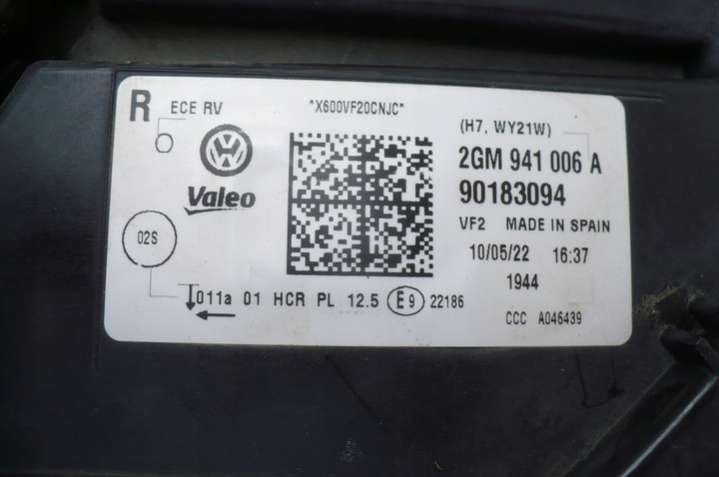 R ECE RV *X600VF20CNJC*
(H7, WY21W)
Valeo
2GM 941 006 A
90183094
VF2 MADE IN SPAIN
02S
10/05/22 16:37
1944
011a 01 HCR PL 12.5 E9 22186
CCC A046439